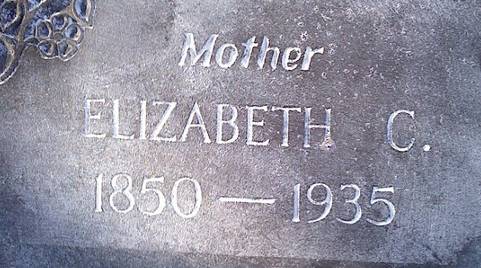 Mother
ELIZABETH C.
1850 — 1935